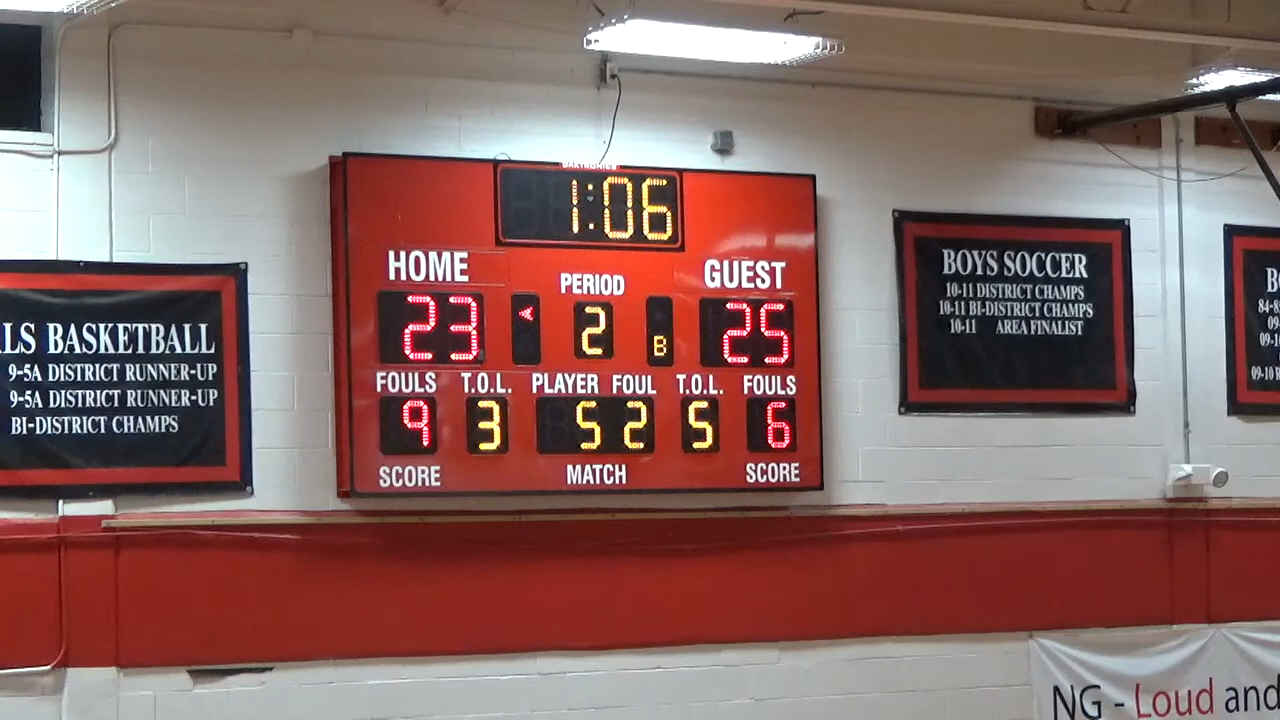 DAKTRONICS
1:06
HOME
PERIOD
GUEST
23
2
B
25
FOULS T.O.L. PLAYER FOUL T.O.L. FOULS
9 3 5 2 5 6
SCORE MATCH SCORE
LS BASKETBALL
9-5A DISTRICT RUNNER-UP
9-5A DISTRICT RUNNER-UP
BI-DISTRICT CHAMPS
BOYS SOCCER
10-11 DISTRICT CHAMPS
10-11 BI-DISTRICT CHAMPS
10-11 AREA FINALIST
NG - Loud and